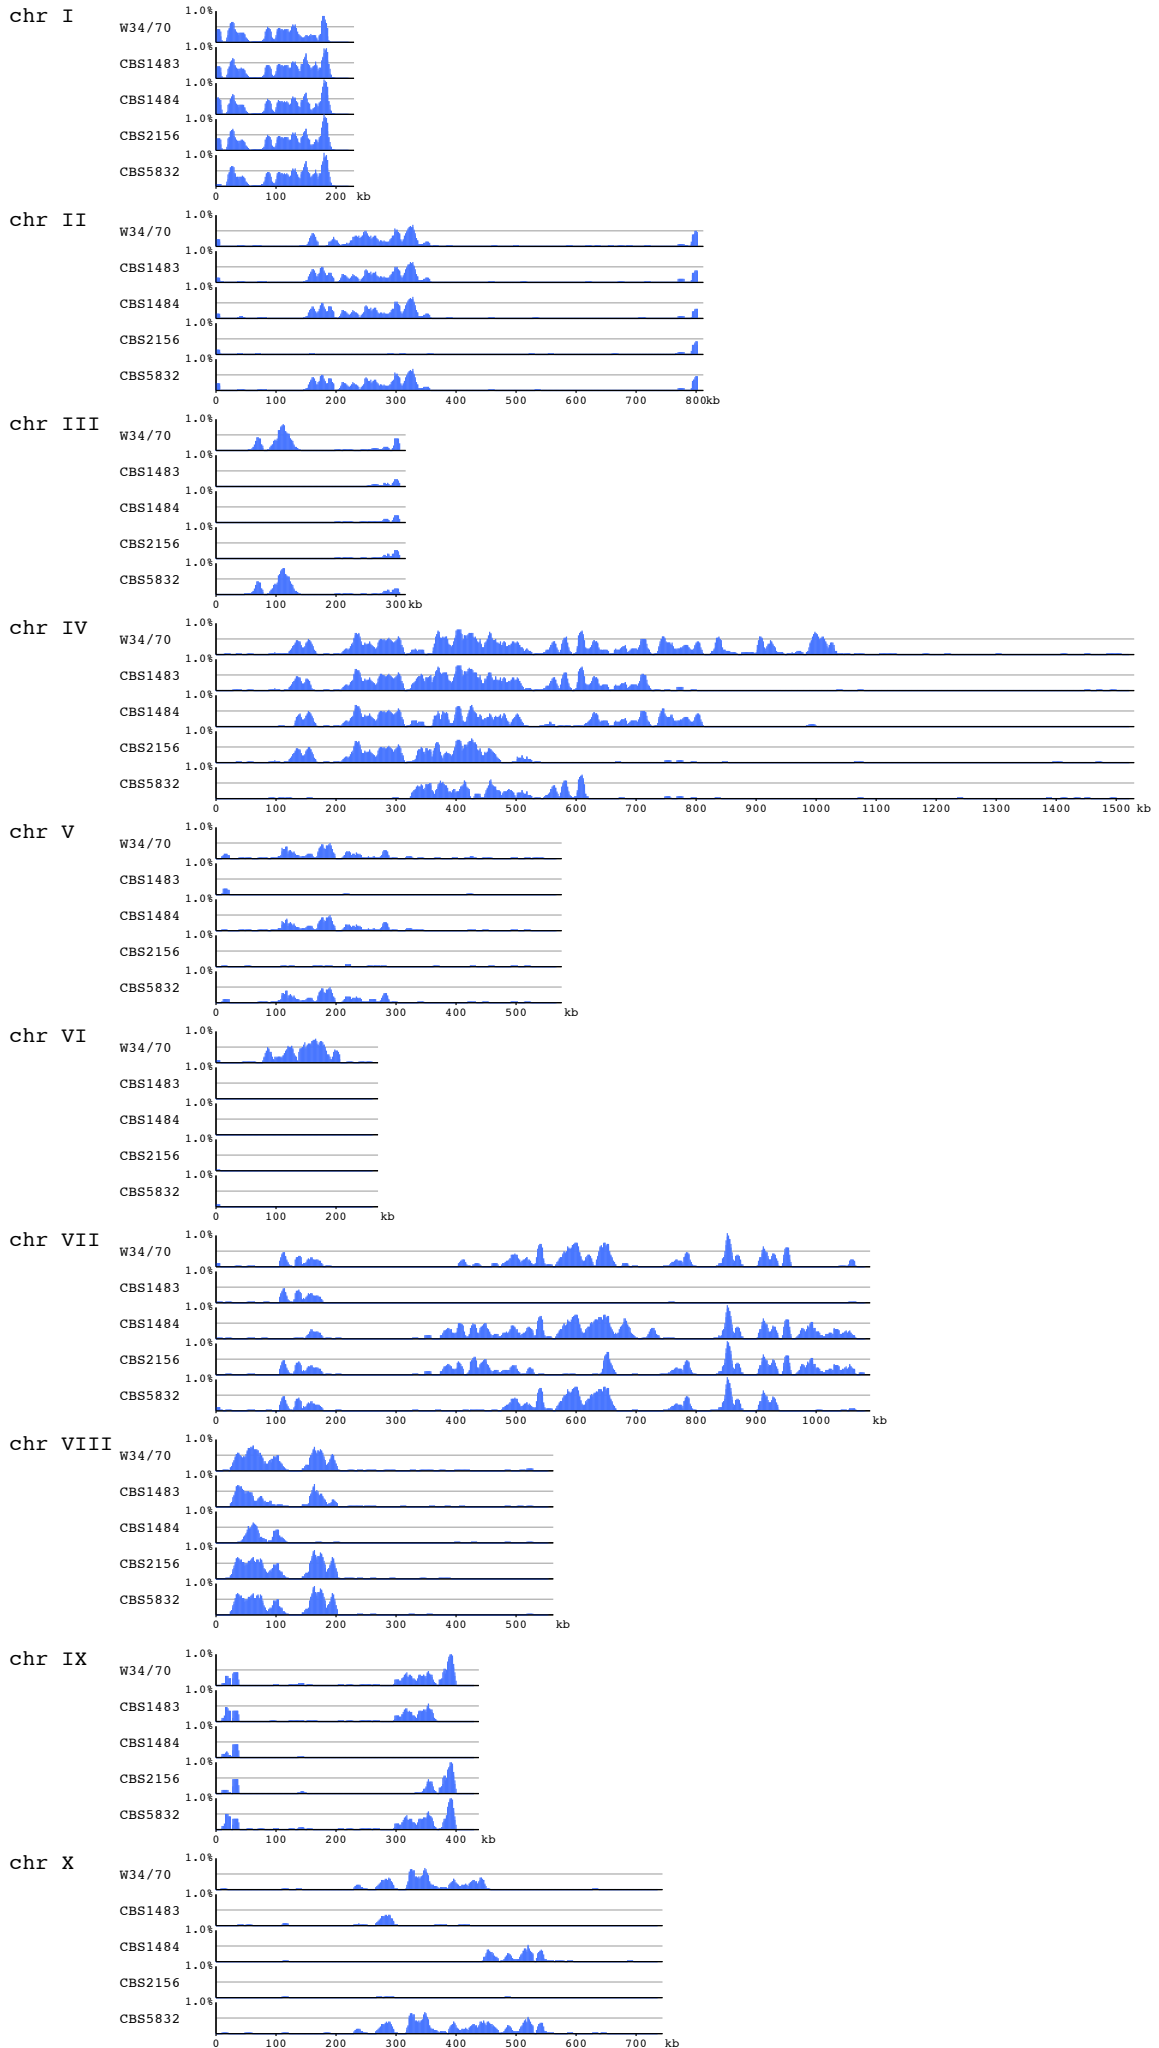 chr I
1.0%
W34/70
1.0%
CBS1483
1.0%
CBS1484
1.0%
CBS2156
1.0%
CBS5832
0 100 200 kb
chr II
1.0%
W34/70
1.0%
CBS1483
1.0%
CBS1484
1.0%
CBS2156
1.0%
CBS5832
0 100 200 300 400 500 600 700 800kb
chr III
1.0%
W34/70
1.0%
CBS1483
1.0%
CBS1484
1.0%
CBS2156
1.0%
CBS5832
0 100 200 300kb
chr IV
1.0%
W34/70
1.0%
CBS1483
1.0%
CBS1484
1.0%
CBS2156
1.0%
CBS5832
0 100 200 300 400 500 600 700 800 900 1000 1100 1200 1300 1400 1500 kb
chr V
1.0%
W34/70
1.0%
CBS1483
1.0%
CBS1484
1.0%
CBS2156
1.0%
CBS5832
0 100 200 300 400 500 kb
chr VI
1.0%
W34/70
1.0%
CBS1483
1.0%
CBS1484
1.0%
CBS2156
1.0%
CBS5832
0 100 200 kb
chr VII
1.0%
W34/70
1.0%
CBS1483
1.0%
CBS1484
1.0%
CBS2156
1.0%
CBS5832
0 100 200 300 400 500 600 700 800 900 1000 kb
chr VIII
1.0%
W34/70
1.0%
CBS1483
1.0%
CBS1484
1.0%
CBS2156
1.0%
CBS5832
0 100 200 300 400 500 kb
chr IX
1.0%
W34/70
1.0%
CBS1483
1.0%
CBS1484
1.0%
CBS2156
1.0%
CBS5832
0 100 200 300 400 kb
chr X
1.0%
W34/70
1.0%
CBS1483
1.0%
CBS1484
1.0%
CBS2156
1.0%
CBS5832
0 100 200 300 400 500 600 700 kb